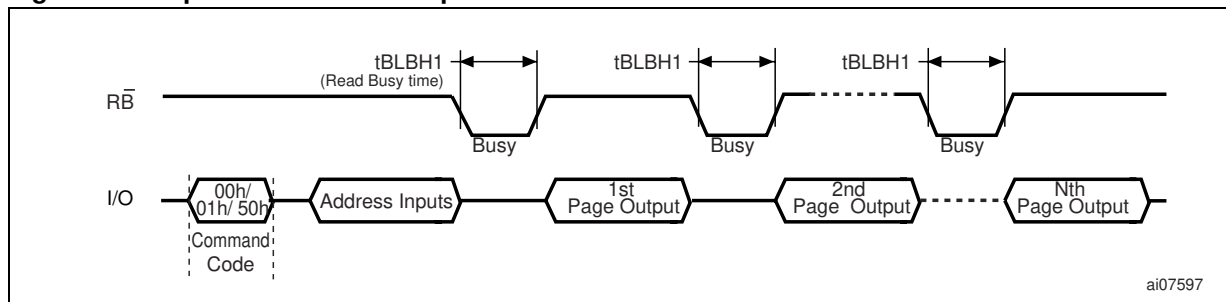 tBLBH1
(Read Busy time)
tBLBH1
tBLBH1
RB̅
Busy
Busy
Busy
I/O
00h/
01h/ 50h
Address Inputs
1st
Page Output
2nd
Page Output
Nth
Page Output
Command
Code
ai07597